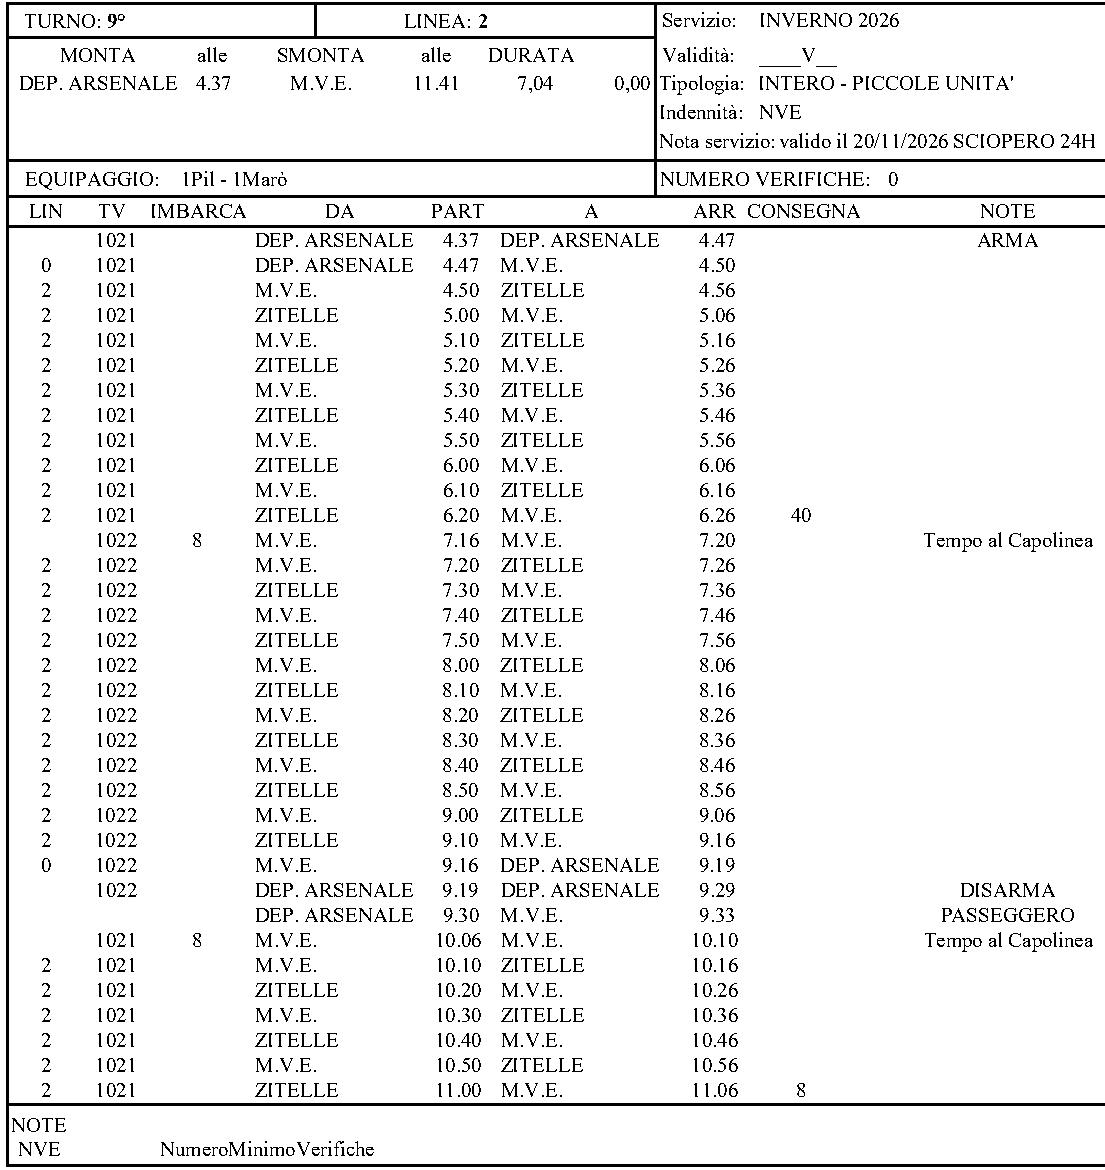 TURNO: 9° LINEA: 2 Servizio: INVERNO 2026
MONTA alle SMONTA alle DURATA Validità: ____V__
DEP. ARSENALE 4.37 M.V.E. 11.41 7,04 0,00 Tipologia: INTERO - PICCOLE UNITA'
Indennità: NVE
Nota servizio: valido il 20/11/2026 SCIOPERO 24H
EQUIPAGGIO: 1Pil - 1Marò NUMERO VERIFICHE: 0
LIN TV IMBARCA DA PART A ARR CONSEGNA NOTE
1021 DEP. ARSENALE 4.37 DEP. ARSENALE 4.47 ARMA
0 1021 DEP. ARSENALE 4.47 M.V.E. 4.50
2 1021 M.V.E. 4.50 ZITELLE 4.56
2 1021 ZITELLE 5.00 M.V.E. 5.06
2 1021 M.V.E. 5.10 ZITELLE 5.16
2 1021 ZITELLE 5.20 M.V.E. 5.26
2 1021 M.V.E. 5.30 ZITELLE 5.36
2 1021 ZITELLE 5.40 M.V.E. 5.46
2 1021 M.V.E. 5.50 ZITELLE 5.56
2 1021 ZITELLE 6.00 M.V.E. 6.06
2 1021 M.V.E. 6.10 ZITELLE 6.16
2 1021 ZITELLE 6.20 M.V.E. 6.26 40
1022 8 M.V.E. 7.16 M.V.E. 7.20 Tempo al Capolinea
2 1022 M.V.E. 7.20 ZITELLE 7.26
2 1022 ZITELLE 7.30 M.V.E. 7.36
2 1022 M.V.E. 7.40 ZITELLE 7.46
2 1022 ZITELLE 7.50 M.V.E. 7.56
2 1022 M.V.E. 8.00 ZITELLE 8.06
2 1022 ZITELLE 8.10 M.V.E. 8.16
2 1022 M.V.E. 8.20 ZITELLE 8.26
2 1022 ZITELLE 8.30 M.V.E. 8.36
2 1022 M.V.E. 8.40 ZITELLE 8.46
2 1022 ZITELLE 8.50 M.V.E. 8.56
2 1022 M.V.E. 9.00 ZITELLE 9.06
2 1022 ZITELLE 9.10 M.V.E. 9.16
0 1022 M.V.E. 9.16 DEP. ARSENALE 9.19
1022 DEP. ARSENALE 9.19 DEP. ARSENALE 9.29 DISARMA
DEP. ARSENALE 9.30 M.V.E. 9.33 PASSEGGERO
1021 8 M.V.E. 10.06 M.V.E. 10.10 Tempo al Capolinea
2 1021 M.V.E. 10.10 ZITELLE 10.16
2 1021 ZITELLE 10.20 M.V.E. 10.26
2 1021 M.V.E. 10.30 ZITELLE 10.36
2 1021 ZITELLE 10.40 M.V.E. 10.46
2 1021 M.V.E. 10.50 ZITELLE 10.56
2 1021 ZITELLE 11.00 M.V.E. 11.06 8
NOTE
NVE NumeroMinimoVerifiche